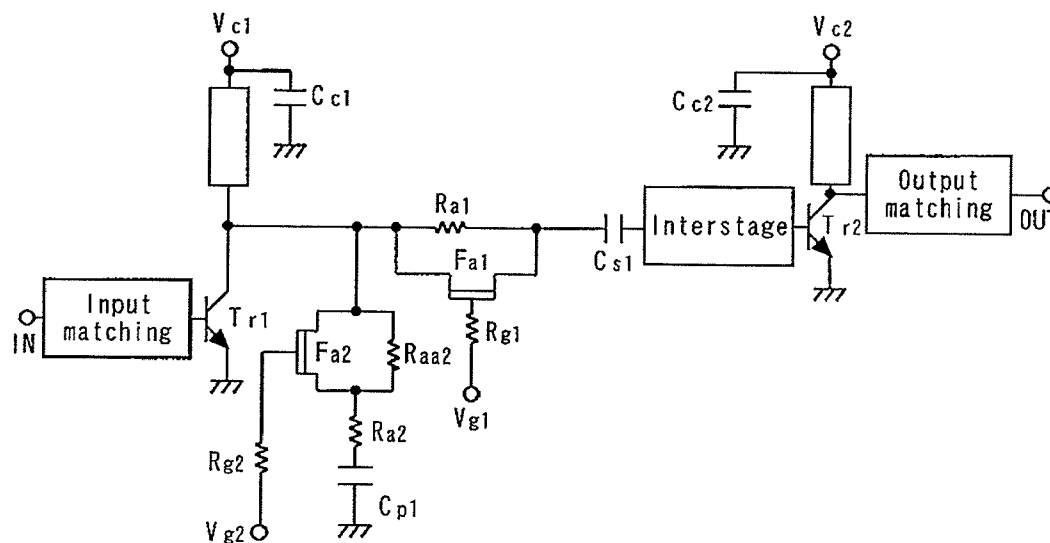 Vc1
Vc2
Cc1
Cc2
Ra1
Output
matching
OUT
Interstage
Tr2
Cs1
Fa1
Input
matching
IN
Tr1
Fa2
Raa2
Rg1
Vg1
Ra2
Rg2
Cp1
Vg2